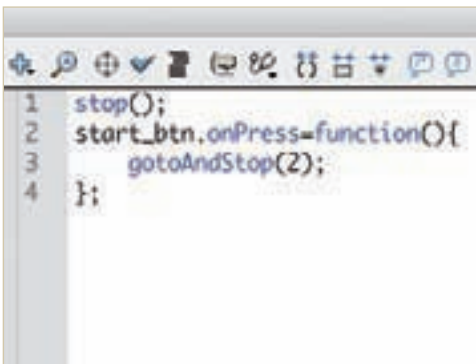 1 stop();
2 start_btn.onPress=function(){
3 gotoAndStop(2);
4 };